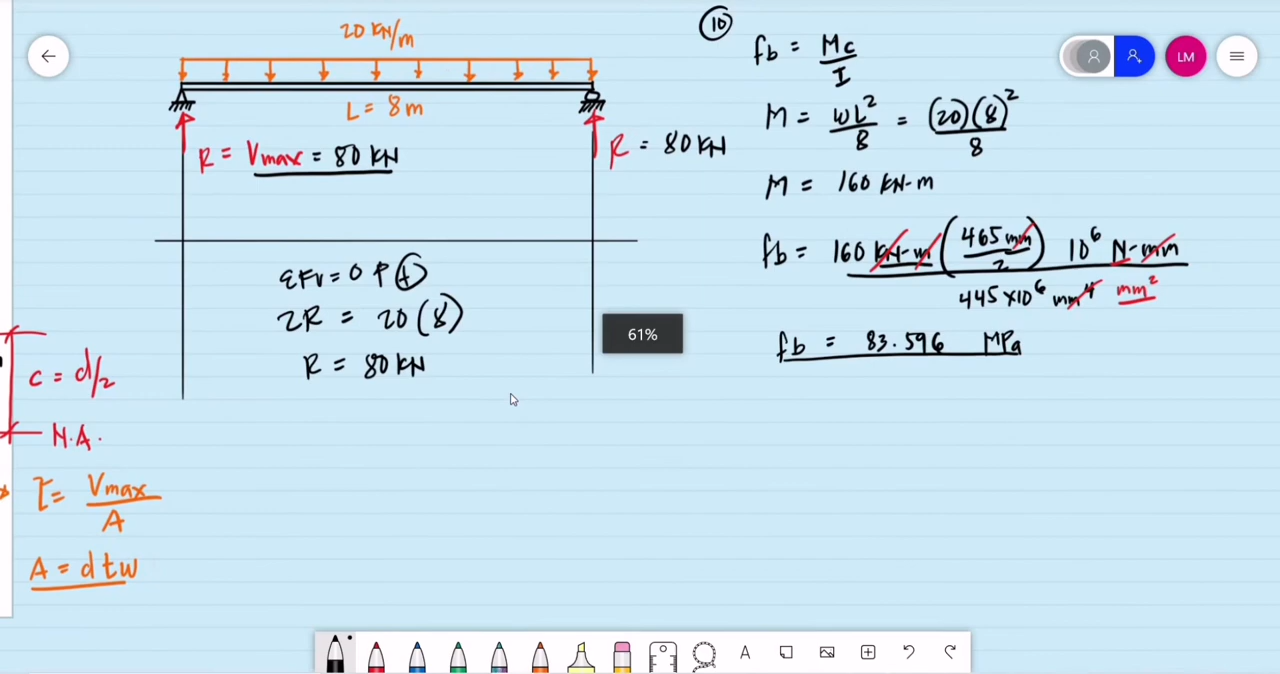 20 KN/m
L = 8m
R = Vmax = 80 KN
R = 80 KN
ΣFv = 0 ↑ +
2R = 20 (8)
R = 80 KN
c = d/2
N.A.
τ = Vmax / A
A = d tw
10
fb = Mc / I
M = wL² / 8 = (20)(8)² / 8
M = 160 KN-m
fb = 160 KN-m (465mm / 2) 10⁶ N-mm / 445 x10⁶ mm⁴ mm²
fb = 83.596 MPa
61%
LM
A